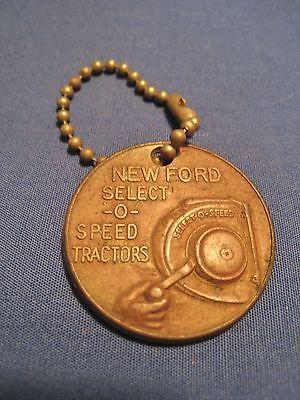 NEW FORD
SELECT
-O-
SPEED
TRACTORS
SELECT-O-SPEED